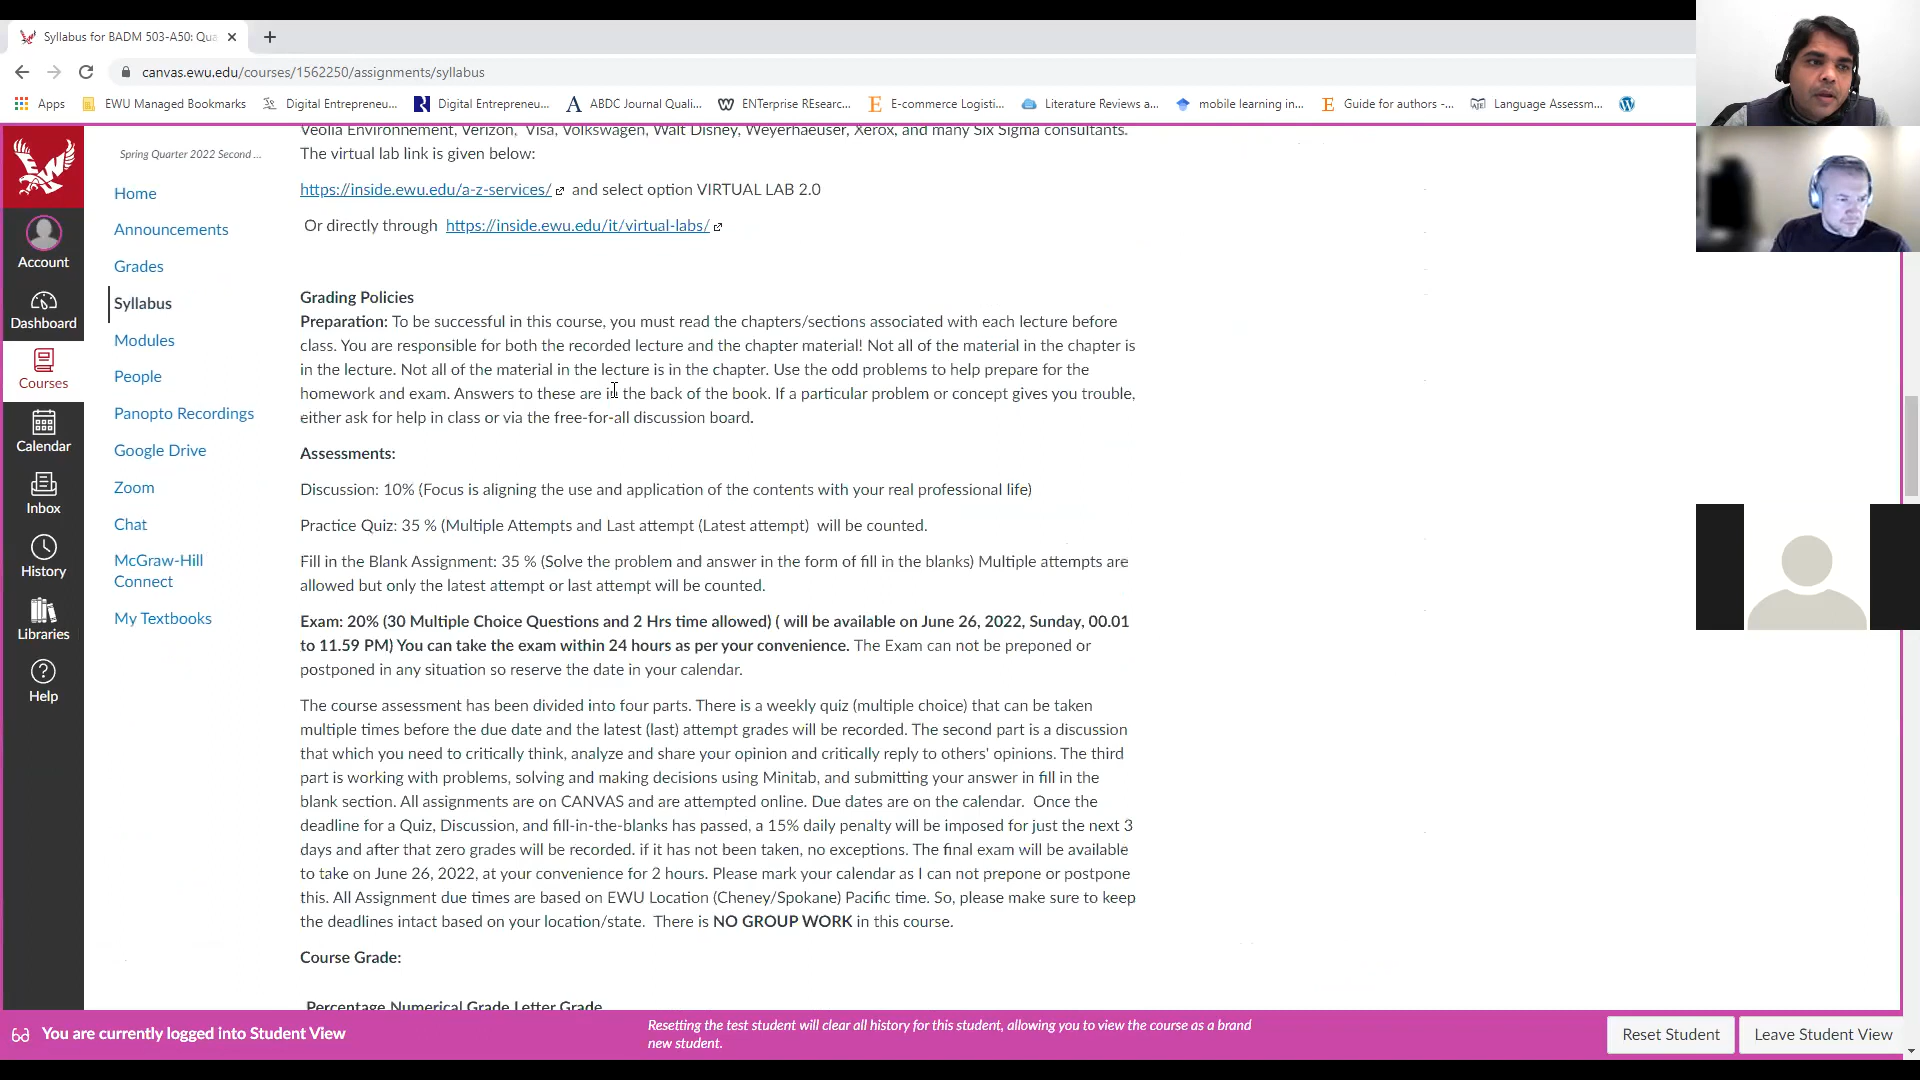 Syllabus for BADM 503-A50: Qua
canvas.ewu.edu/courses/1562250/assignments/syllabus
Apps
EWU Managed Bookmarks
Digital Entrepreneu...
Digital Entrepreneu...
ABDC Journal Quali...
ENTerprise REsearc...
E-commerce Logisti...
Literature Reviews a...
mobile learning in...
Guide for authors -...
Language Assessm...
Account
Dashboard
Courses
Calendar
Inbox
History
Libraries
Help
Spring Quarter 2022 Second ...
Home
Announcements
Grades
Syllabus
Modules
People
Panopto Recordings
Google Drive
Zoom
Chat
McGraw-Hill
Connect
My Textbooks
Veolia Environnement, Verizon, Visa, Volkswagen, Walt Disney, Weyerhaeuser, Xerox, and many Six Sigma consultants.
The virtual lab link is given below:
https://inside.ewu.edu/a-z-services/ and select option VIRTUAL LAB 2.0
Or directly through https://inside.ewu.edu/it/virtual-labs/
Grading Policies
Preparation: To be successful in this course, you must read the chapters/sections associated with each lecture before
class. You are responsible for both the recorded lecture and the chapter material! Not all of the material in the chapter is
in the lecture. Not all of the material in the lecture is in the chapter. Use the odd problems to help prepare for the
homework and exam. Answers to these are in the back of the book. If a particular problem or concept gives you trouble,
either ask for help in class or via the free-for-all discussion board.
Assessments:
Discussion: 10% (Focus is aligning the use and application of the contents with your real professional life)
Practice Quiz: 35 % (Multiple Attempts and Last attempt (Latest attempt) will be counted.
Fill in the Blank Assignment: 35 % (Solve the problem and answer in the form of fill in the blanks) Multiple attempts are
allowed but only the latest attempt or last attempt will be counted.
Exam: 20% (30 Multiple Choice Questions and 2 Hrs time allowed) ( will be available on June 26, 2022, Sunday, 00.01
to 11.59 PM) You can take the exam within 24 hours as per your convenience. The Exam can not be preponed or
postponed in any situation so reserve the date in your calendar.
The course assessment has been divided into four parts. There is a weekly quiz (multiple choice) that can be taken
multiple times before the due date and the latest (last) attempt grades will be recorded. The second part is a discussion
that which you need to critically think, analyze and share your opinion and critically reply to others' opinions. The third
part is working with problems, solving and making decisions using Minitab, and submitting your answer in fill in the
blank section. All assignments are on CANVAS and are attempted online. Due dates are on the calendar. Once the
deadline for a Quiz, Discussion, and fill-in-the-blanks has passed, a 15% daily penalty will be imposed for just the next 3
days and after that zero grades will be recorded. if it has not been taken, no exceptions. The final exam will be available
to take on June 26, 2022, at your convenience for 2 hours. Please mark your calendar as I can not prepone or postpone
this. All Assignment due times are based on EWU Location (Cheney/Spokane) Pacific time. So, please make sure to keep
the deadlines intact based on your location/state. There is NO GROUP WORK in this course.
Course Grade:
Percentage Numerical Grade Letter Grade
You are currently logged into Student View
Resetting the test student will clear all history for this student, allowing you to view the course as a brand
new student.
Reset Student
Leave Student View